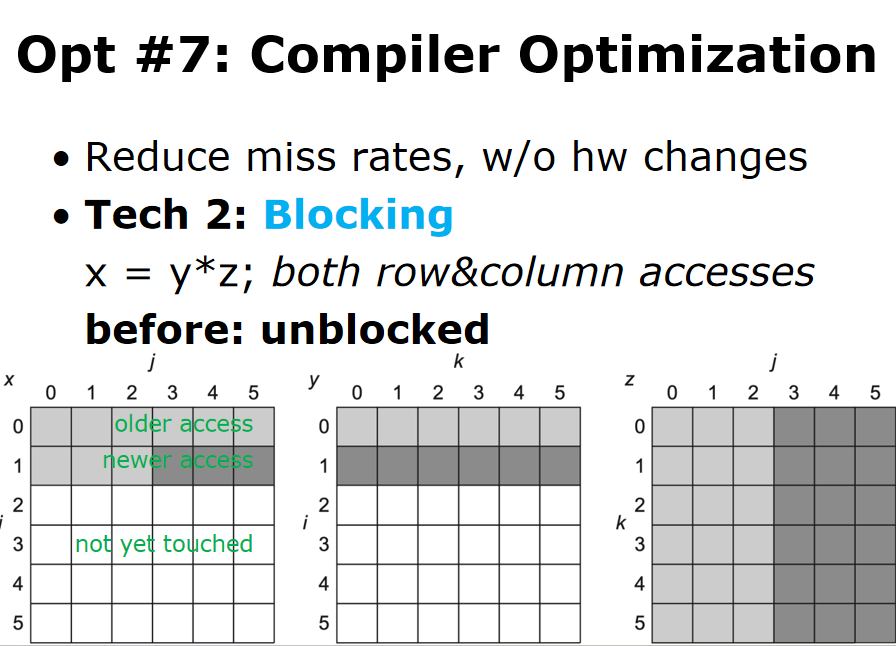 Opt #7: Compiler Optimization
• Reduce miss rates, w/o hw changes
• Tech 2: Blocking
x = y*z; both row&column accesses
before: unblocked
j k j
x y z
0 1 2 3 4 5 0 1 2 3 4 5 0 1 2 3 4 5
0 older access 0 0
1 newer access 1 1
2 2 2
i i k
3 not yet touched 3 3
4 4 4
5 5 5